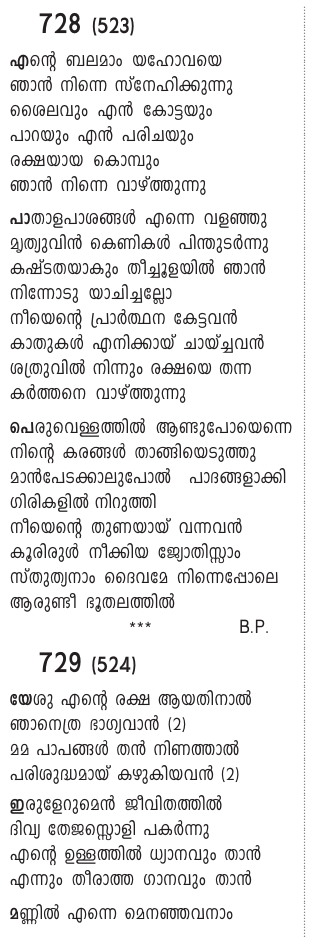 728 (523)
എന്റെ ബലമാം യഹോവയെ
ഞാൻ നിന്നെ സ്നേഹിക്കുന്നു
ശൈലവും എൻ കോട്ടയും
പാറയും എൻ പരിചയും
രക്ഷയായ കൊമ്പും
ഞാൻ നിന്നെ വാഴ്ത്തുന്നു
പാതാളപാശങ്ങൾ എന്നെ വളഞ്ഞു
മൃത്യുവിൻ കെണികൾ പിന്തുടർന്നു
കഷ്ടതയാകും തീച്ചൂളയിൽ ഞാൻ
നിന്നോടു യാചിച്ചല്ലോ
നീയെന്റെ പ്രാർത്ഥന കേട്ടവൻ
കാതുകൾ എനിക്കായ് ചായ്ച്ചവൻ
ശത്രുവിൽ നിന്നും രക്ഷയെ തന്ന
കർത്തനെ വാഴ്ത്തുന്നു
പെരുവെള്ളത്തിൽ ആണ്ടുപോയെന്നെ
നിന്റെ കരങ്ങൾ താങ്ങിയെടുത്തു
മാൻപേടക്കാലുപോൽ പാദങ്ങളാക്കി
ഗിരികളിൽ നിറുത്തി
നീയെന്റെ തുണയായ് വന്നവൻ
കൂരിരുൾ നീക്കിയ ജ്യോതിസ്സാം
സ്തുത്യനാം ദൈവമേ നിന്നെപ്പോലെ
ആരുണ്ടീ ഭൂതലത്തിൽ
*** B.P.
729 (524)
യേശു എന്റെ രക്ഷ ആയതിനാൽ
ഞാനെത്ര ഭാഗ്യവാൻ (2)
മമ പാപങ്ങൾ തൻ നിണത്താൽ
പരിശുദ്ധമായ് കഴുകിയവൻ (2)
ഇരുളേറുമെൻ ജീവിതത്തിൽ
ദിവ്യ തേജസ്സൊളി പകർന്നു
എന്റെ ഉള്ളത്തിൽ ധ്യാനവും താൻ
എന്നും തീരാത്ത ഗാനവും താൻ
മണ്ണിൽ എന്നെ മെനഞ്ഞവനാം